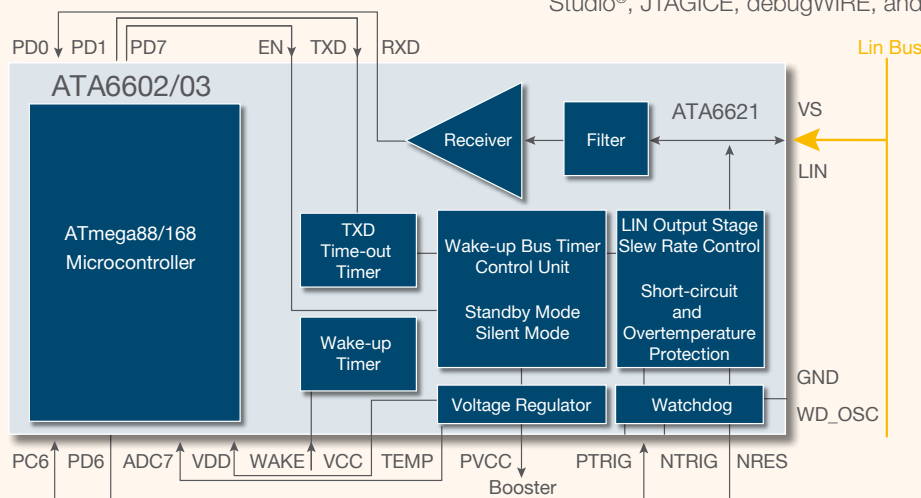 Studio®, JTAGICE, debugWIRE, and
PD0 PD1 PD7 EN TXD RXD
Lin Bus
ATA6602/03
ATA6621
VS
LIN
Receiver
Filter
ATmega88/168
Microcontroller
TXD
Time-out
Timer
Wake-up Bus Timer
Control Unit
Standby Mode
Silent Mode
LIN Output Stage
Slew Rate Control
Short-circuit
and
Overtemperature
Protection
Wake-up
Timer
GND
Voltage Regulator
Watchdog
WD_OSC
PC6 PD6 ADC7 VDD WAKE VCC TEMP PVCC PTRIG NTRIG NRES
Booster